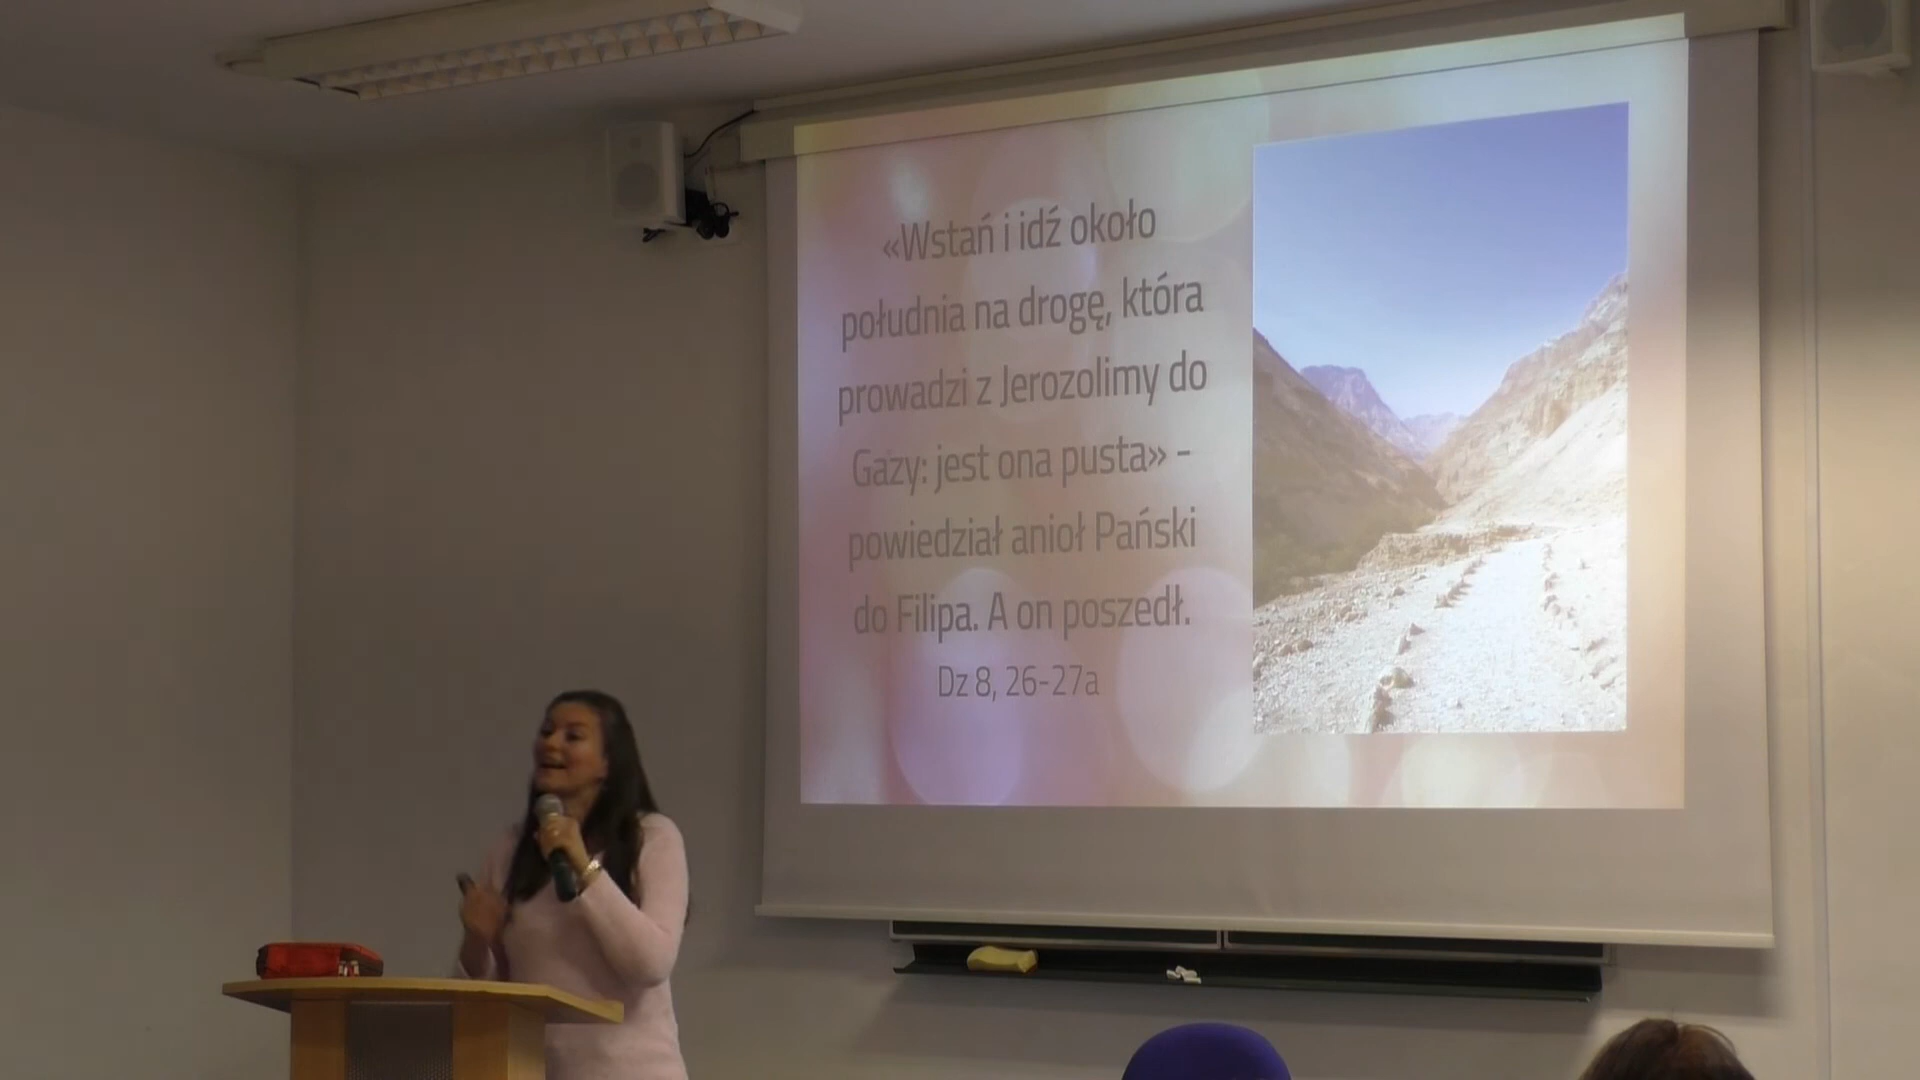 «Wstań i idź około
południa na drogę, która
prowadzi z Jerozolimy do
Gazy: jest ona pusta» –
powiedział anioł Pański
do Filipa. A on poszedł.
Dz 8, 26-27a